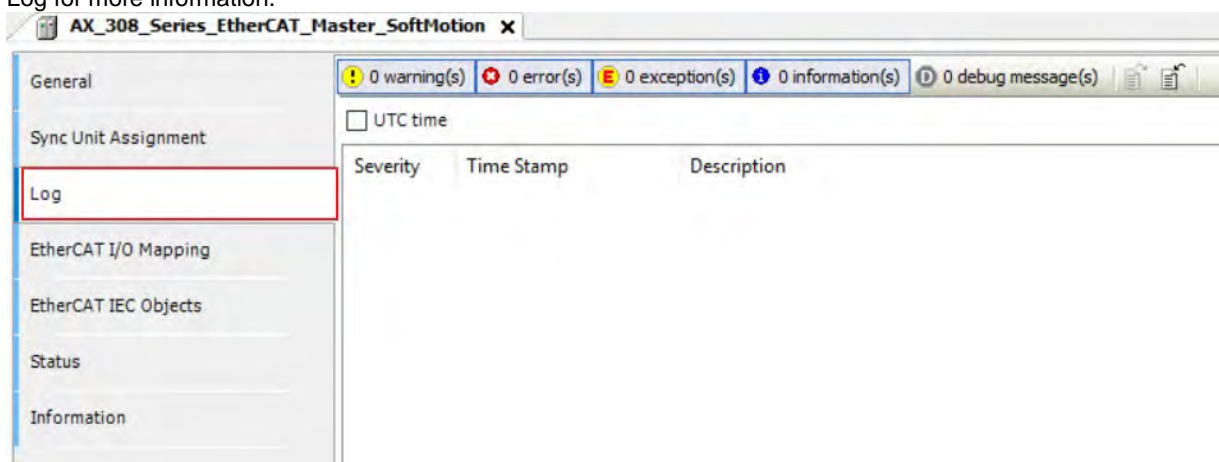 Log for more information.
AX_308_Series_EtherCAT_Master_SoftMotion X
General
! 0 warning(s) 0 error(s) E 0 exception(s) 0 information(s) D 0 debug message(s)
UTC time
Sync Unit Assignment
Severity Time Stamp Description
Log
EtherCAT I/O Mapping
EtherCAT IEC Objects
Status
Information